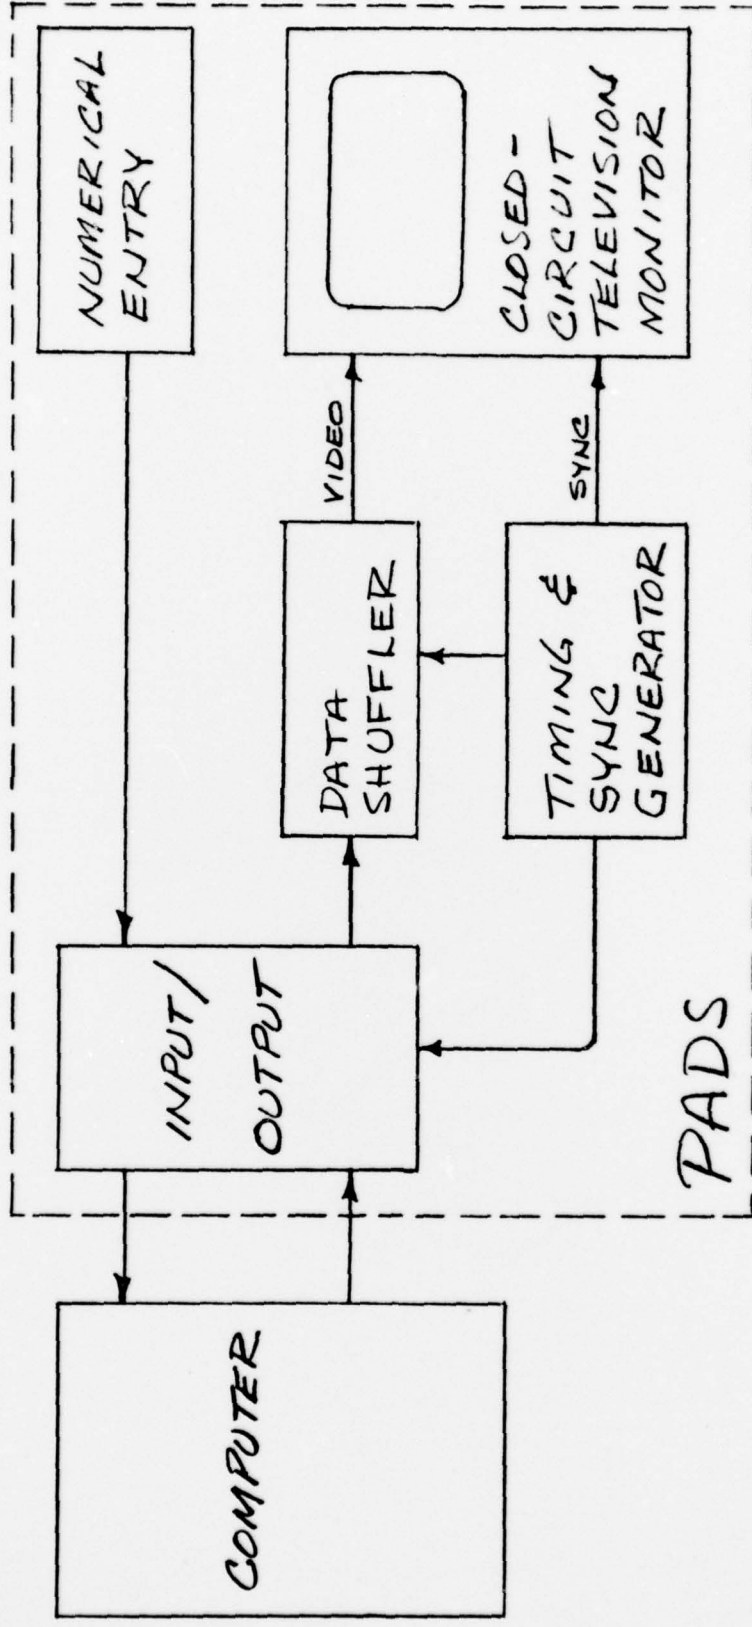 COMPUTER
INPUT/
OUTPUT
NUMERICAL
ENTRY
DATA
SHUFFLER
VIDEO
TIMING &
SYNC
GENERATOR
SYNC
CLOSED-
CIRCUIT
TELEVISION
MONITOR
PADS